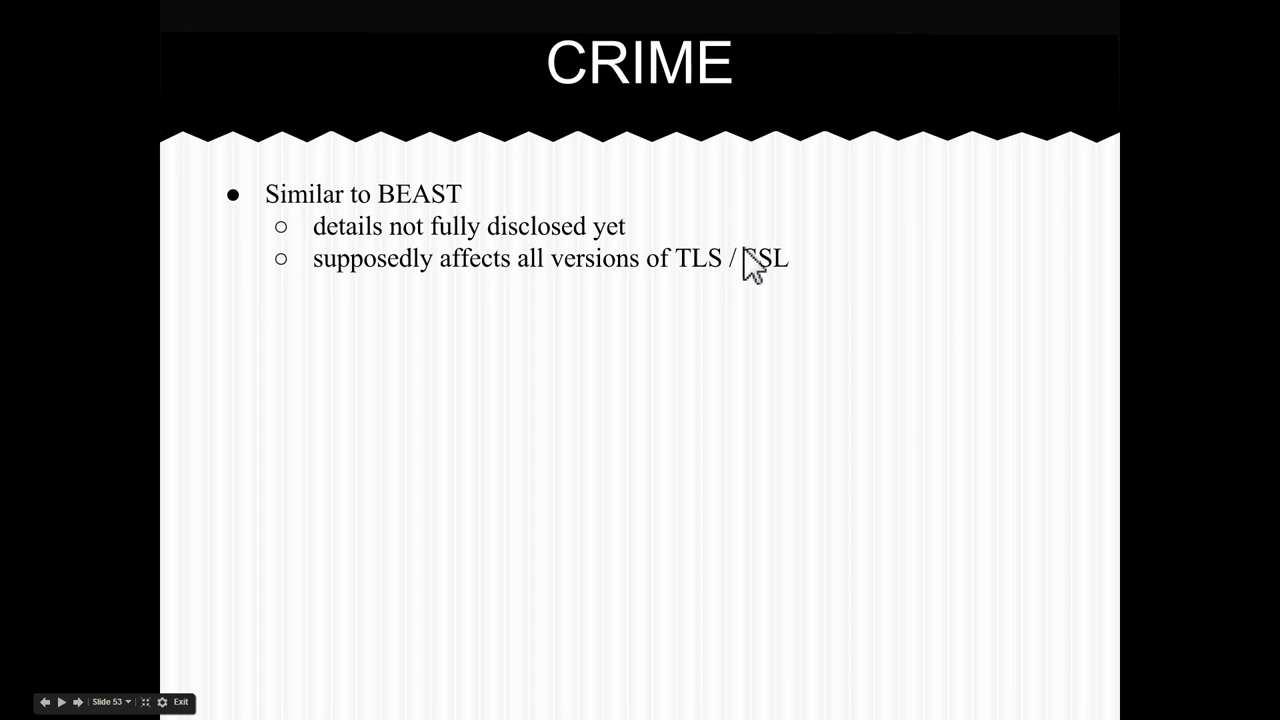 CRIME
● Similar to BEAST
○ details not fully disclosed yet
○ supposedly affects all versions of TLS / SSL
Slide 53
Exit